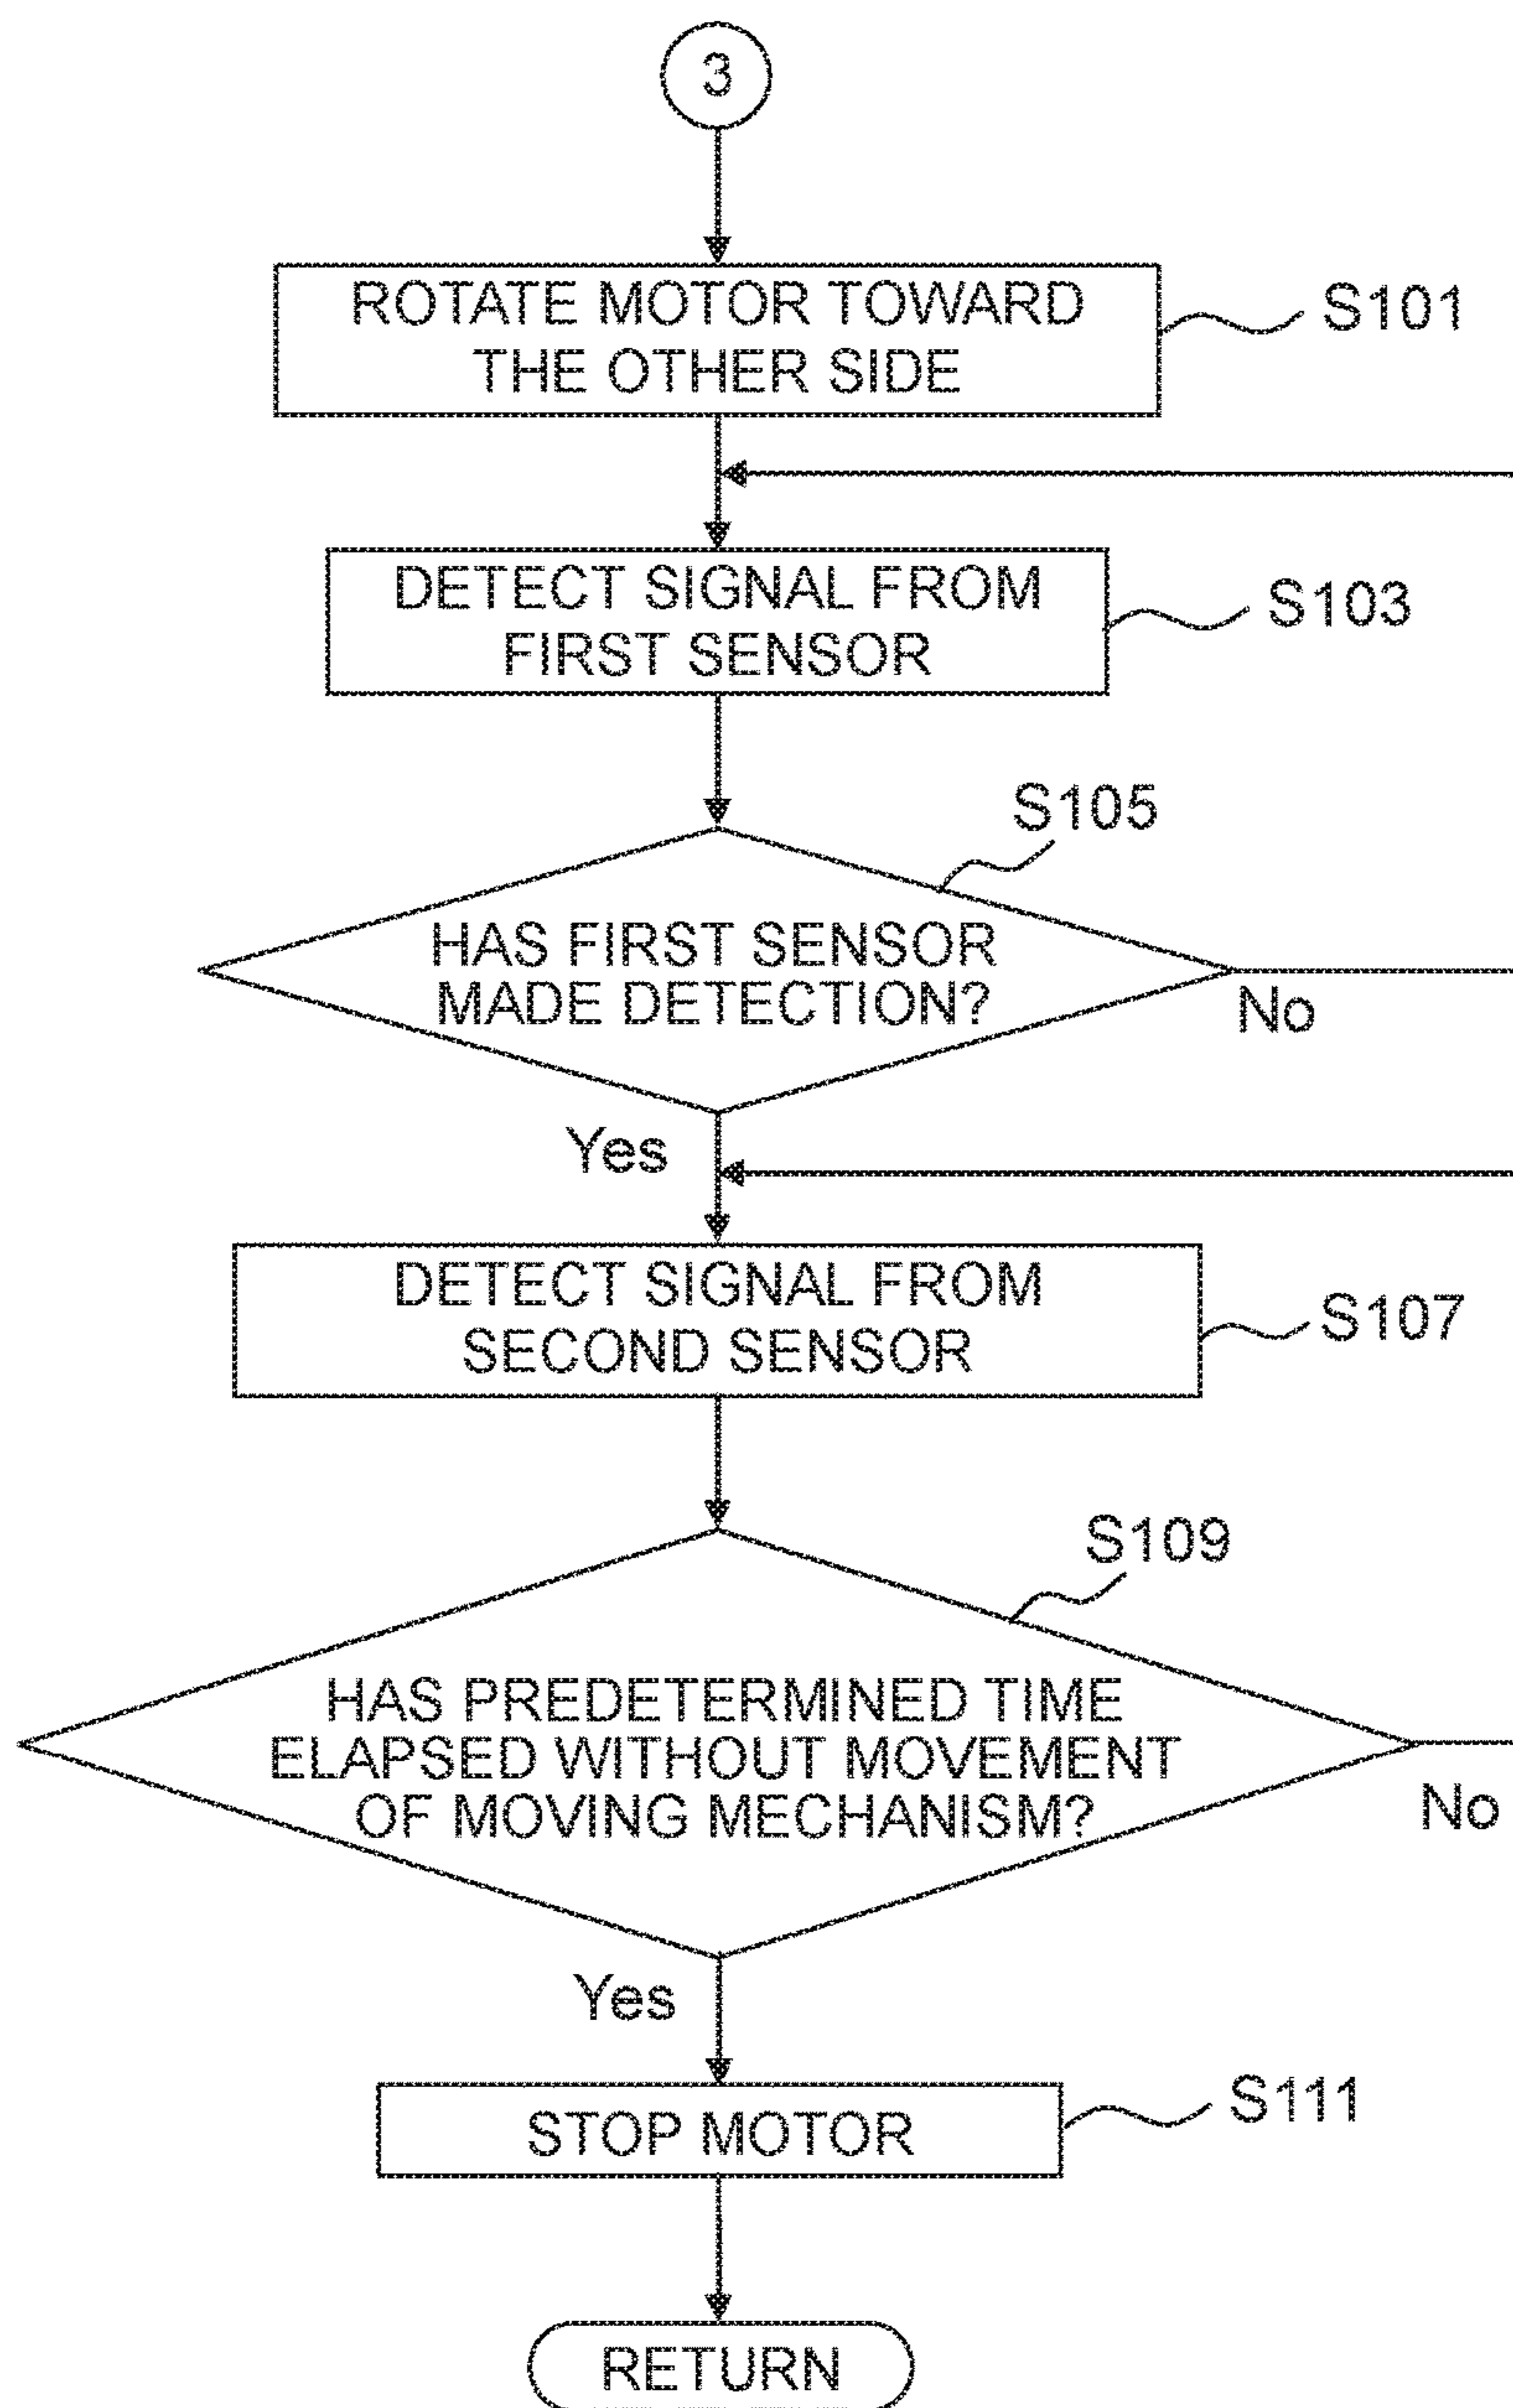 3
ROTATE MOTOR TOWARD
THE OTHER SIDE
S101
DETECT SIGNAL FROM
FIRST SENSOR
S103
S105
HAS FIRST SENSOR
MADE DETECTION?
No
Yes
DETECT SIGNAL FROM
SECOND SENSOR
S107
S109
HAS PREDETERMINED TIME
ELAPSED WITHOUT MOVEMENT
OF MOVING MECHANISM?
No
Yes
STOP MOTOR
S111
RETURN